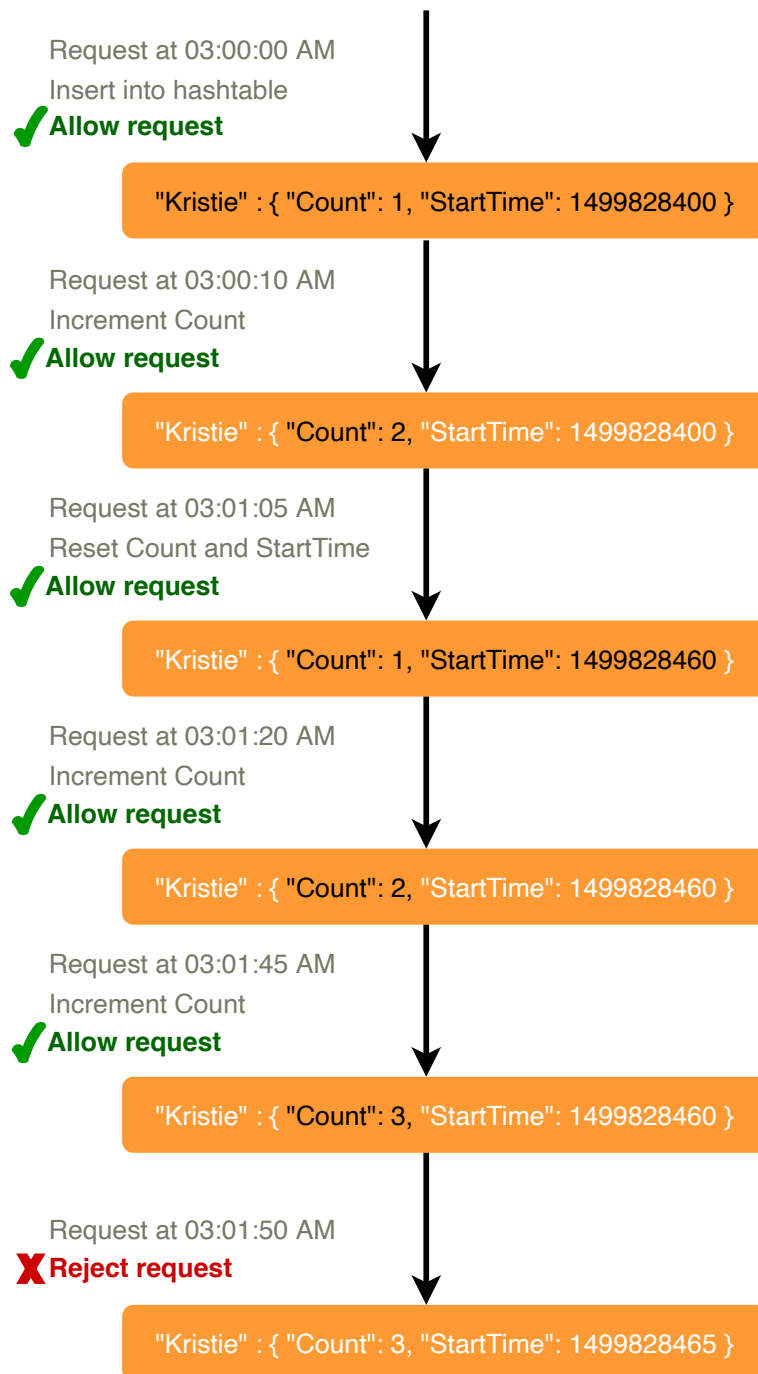 Request at 03:00:00 AM
Insert into hashtable
Allow request
"Kristie" : { "Count": 1, "StartTime": 1499828400 }
Request at 03:00:10 AM
Increment Count
Allow request
"Kristie" : { "Count": 2, "StartTime": 1499828400 }
Request at 03:01:05 AM
Reset Count and StartTime
Allow request
"Kristie" : { "Count": 1, "StartTime": 1499828460 }
Request at 03:01:20 AM
Increment Count
Allow request
"Kristie" : { "Count": 2, "StartTime": 1499828460 }
Request at 03:01:45 AM
Increment Count
Allow request
"Kristie" : { "Count": 3, "StartTime": 1499828460 }
Request at 03:01:50 AM
Reject request
"Kristie" : { "Count": 3, "StartTime": 1499828465 }